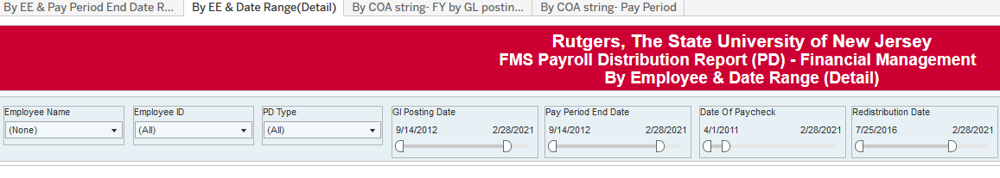 By EE & Pay Period End Date R...
By EE & Date Range(Detail)
By COA string- FY by GL postin...
By COA string- Pay Period
Rutgers, The State University of New Jersey
FMS Payroll Distribution Report (PD) - Financial Management
By Employee & Date Range (Detail)
Employee Name
(None)
Employee ID
(All)
PD Type
(All)
Gl Posting Date
9/14/2012 2/28/2021
Pay Period End Date
9/14/2012 2/28/2021
Date Of Paycheck
4/1/2011 2/28/2021
Redistribution Date
7/25/2016 2/28/2021